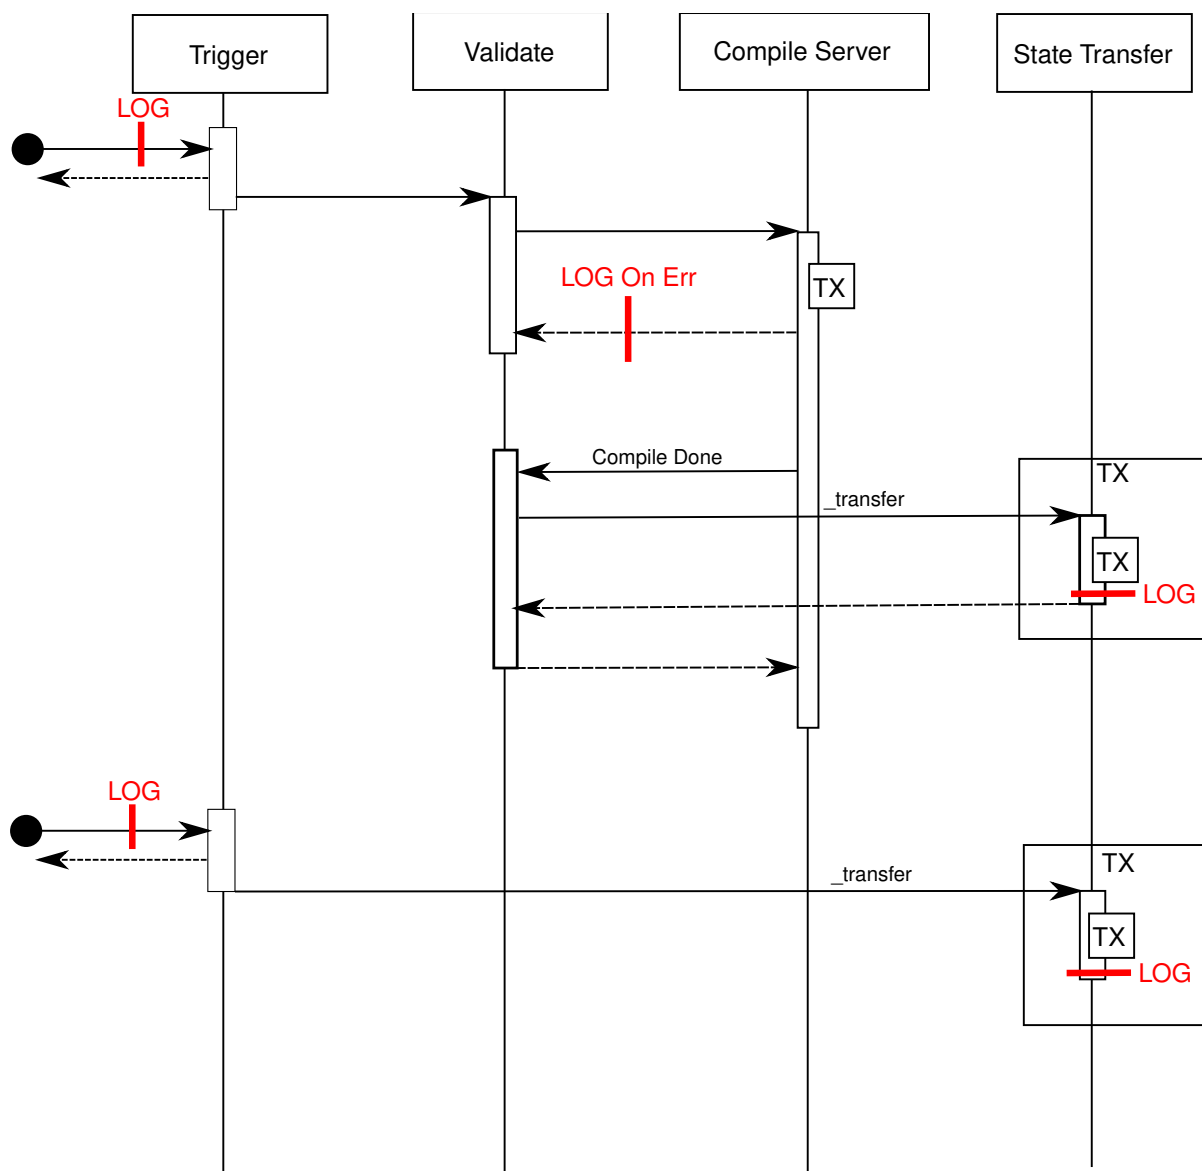 Trigger
Validate
Compile Server
State Transfer
LOG
LOG On Err
TX
Compile Done
TX
_transfer
TX
LOG
LOG
TX
_transfer
TX
LOG